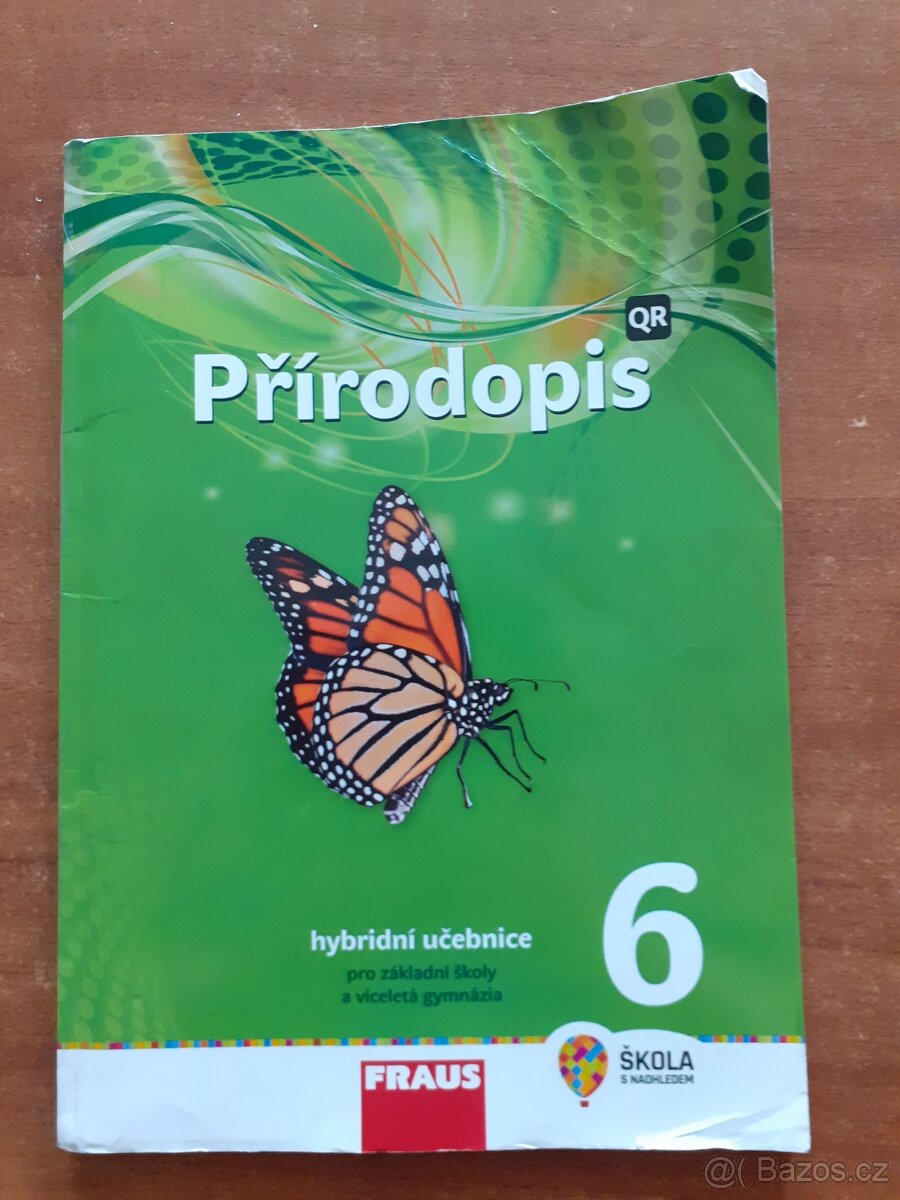 QR
Přírodopis
6
hybridní učebnice
pro základní školy
a víceletá gymnázia
FRAUS
ŠKOLA
S NADHLEDEM
@( Bazos.cz